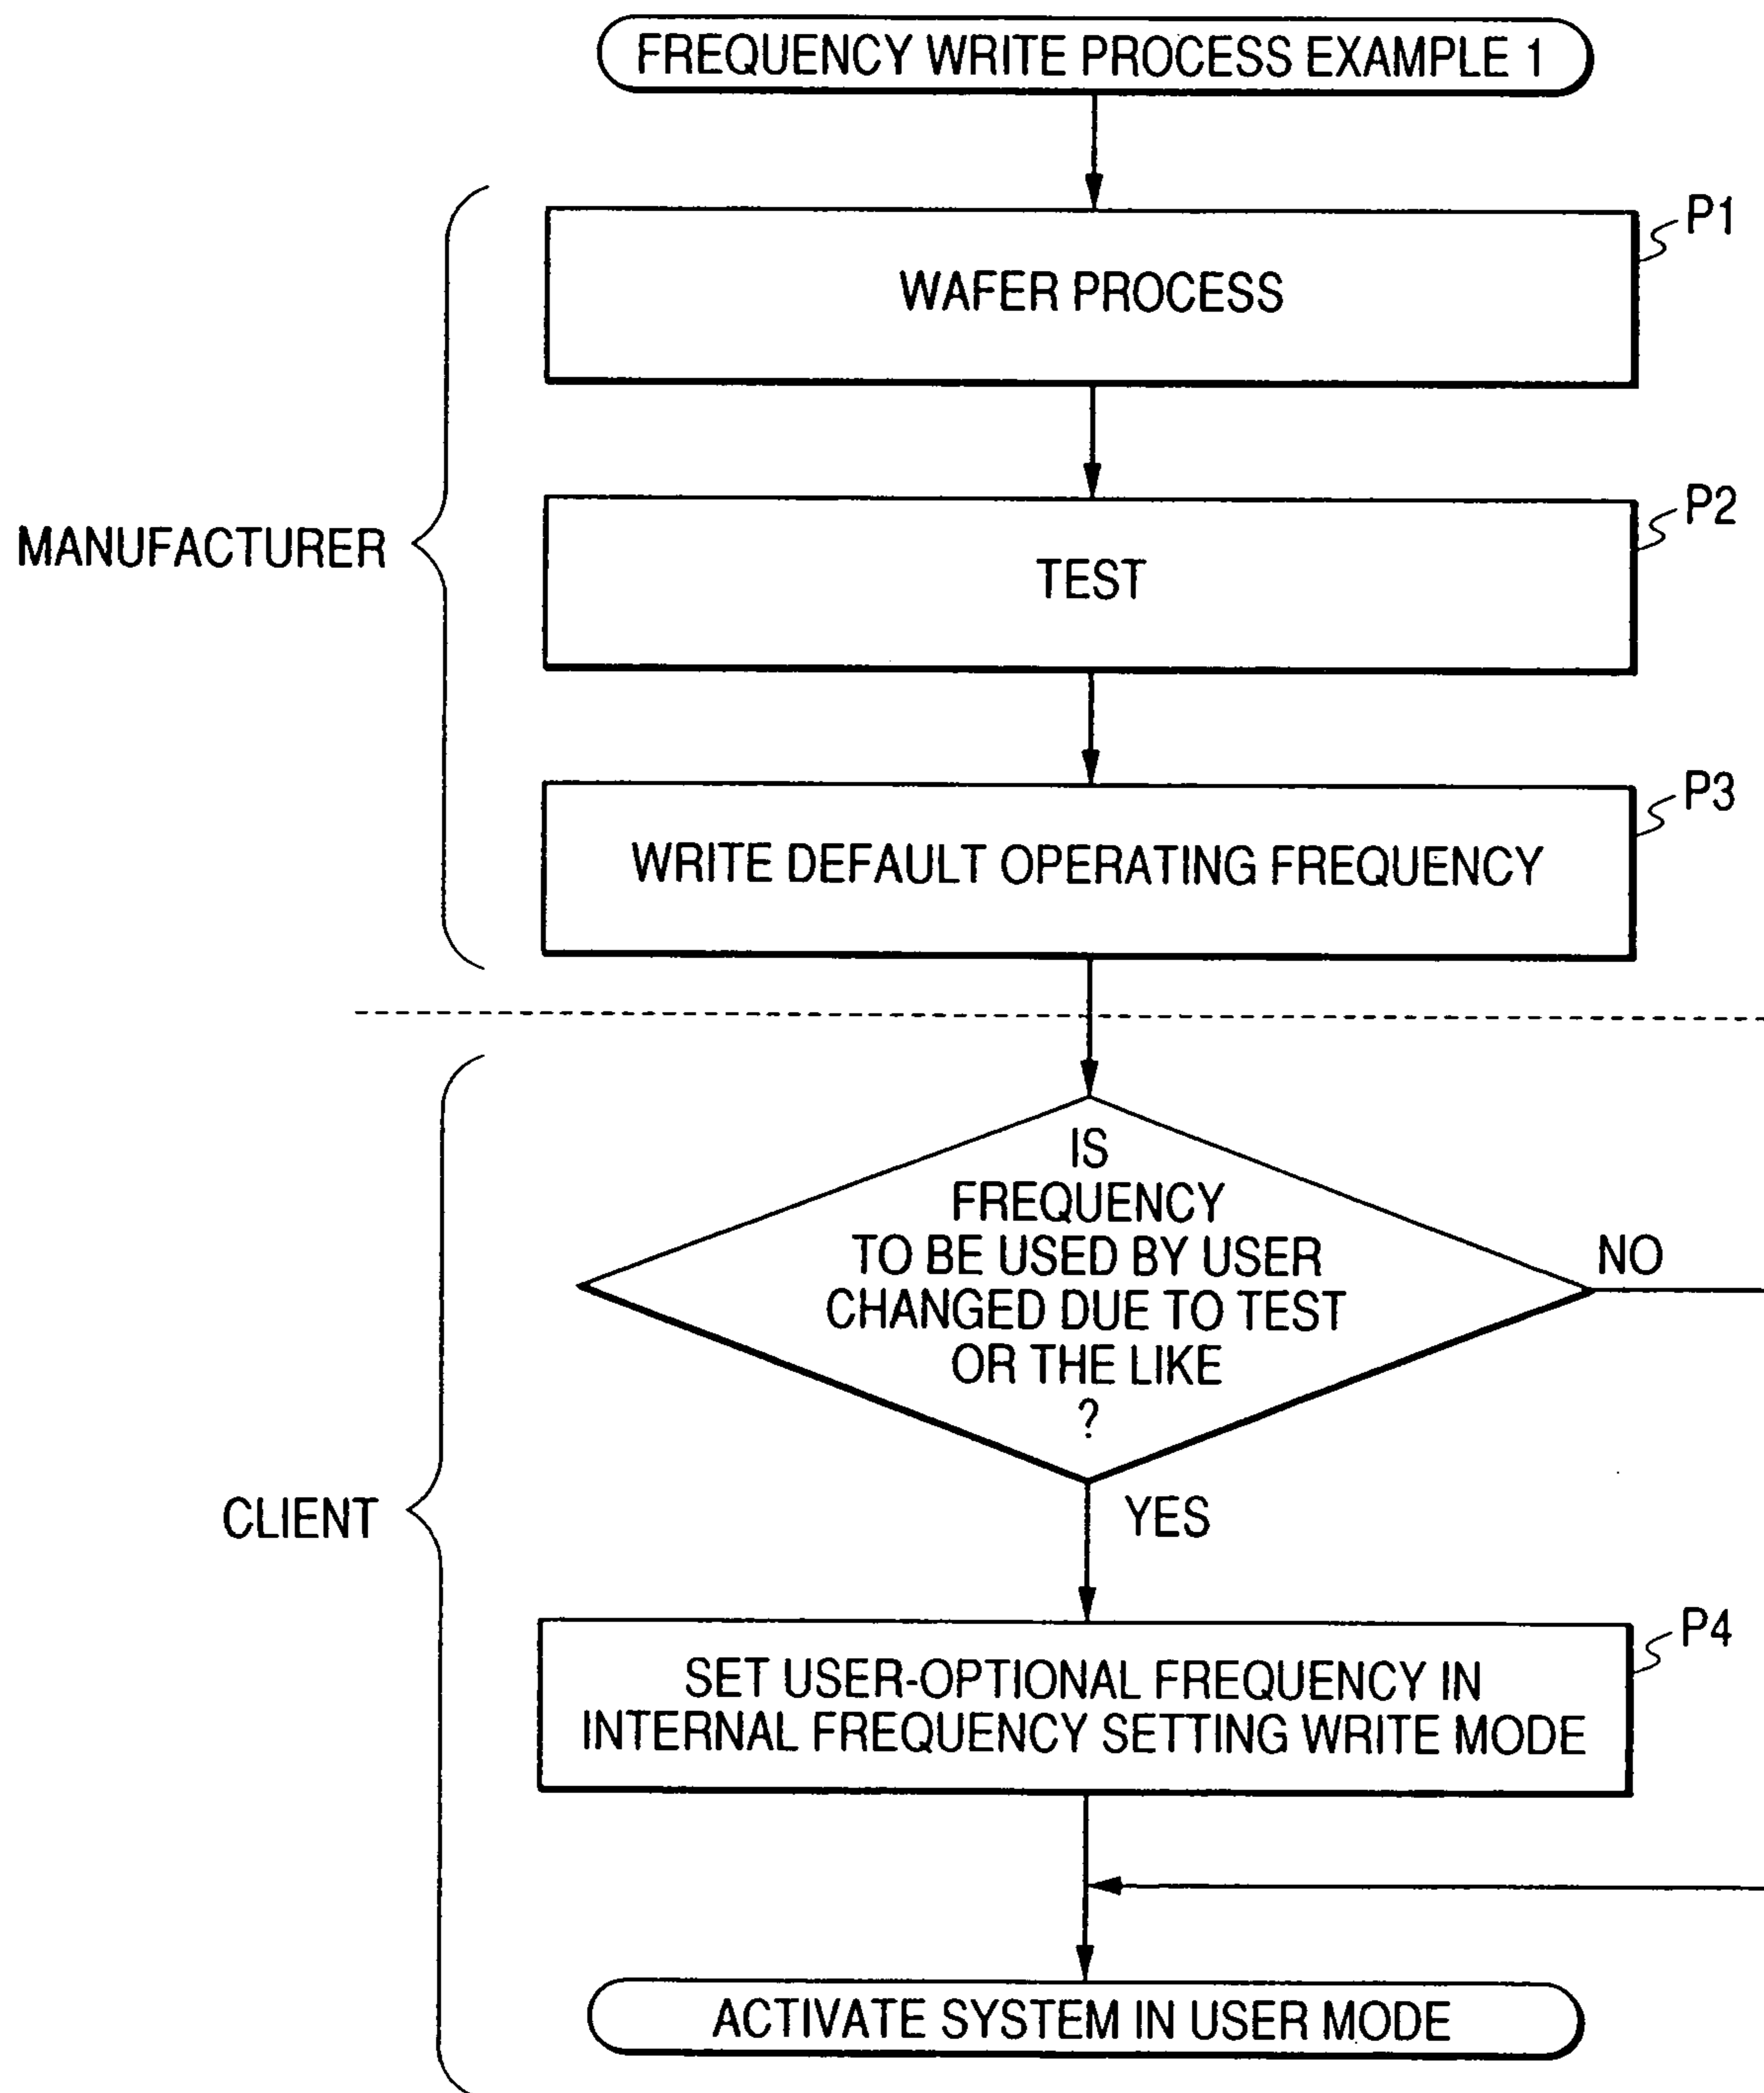 FREQUENCY WRITE PROCESS EXAMPLE 1
P1
WAFER PROCESS
P2
MANUFACTURER
TEST
P3
WRITE DEFAULT OPERATING FREQUENCY
IS
FREQUENCY
TO BE USED BY USER
CHANGED DUE TO TEST
OR THE LIKE
?
NO
CLIENT
YES
P4
SET USER-OPTIONAL FREQUENCY IN
INTERNAL FREQUENCY SETTING WRITE MODE
ACTIVATE SYSTEM IN USER MODE